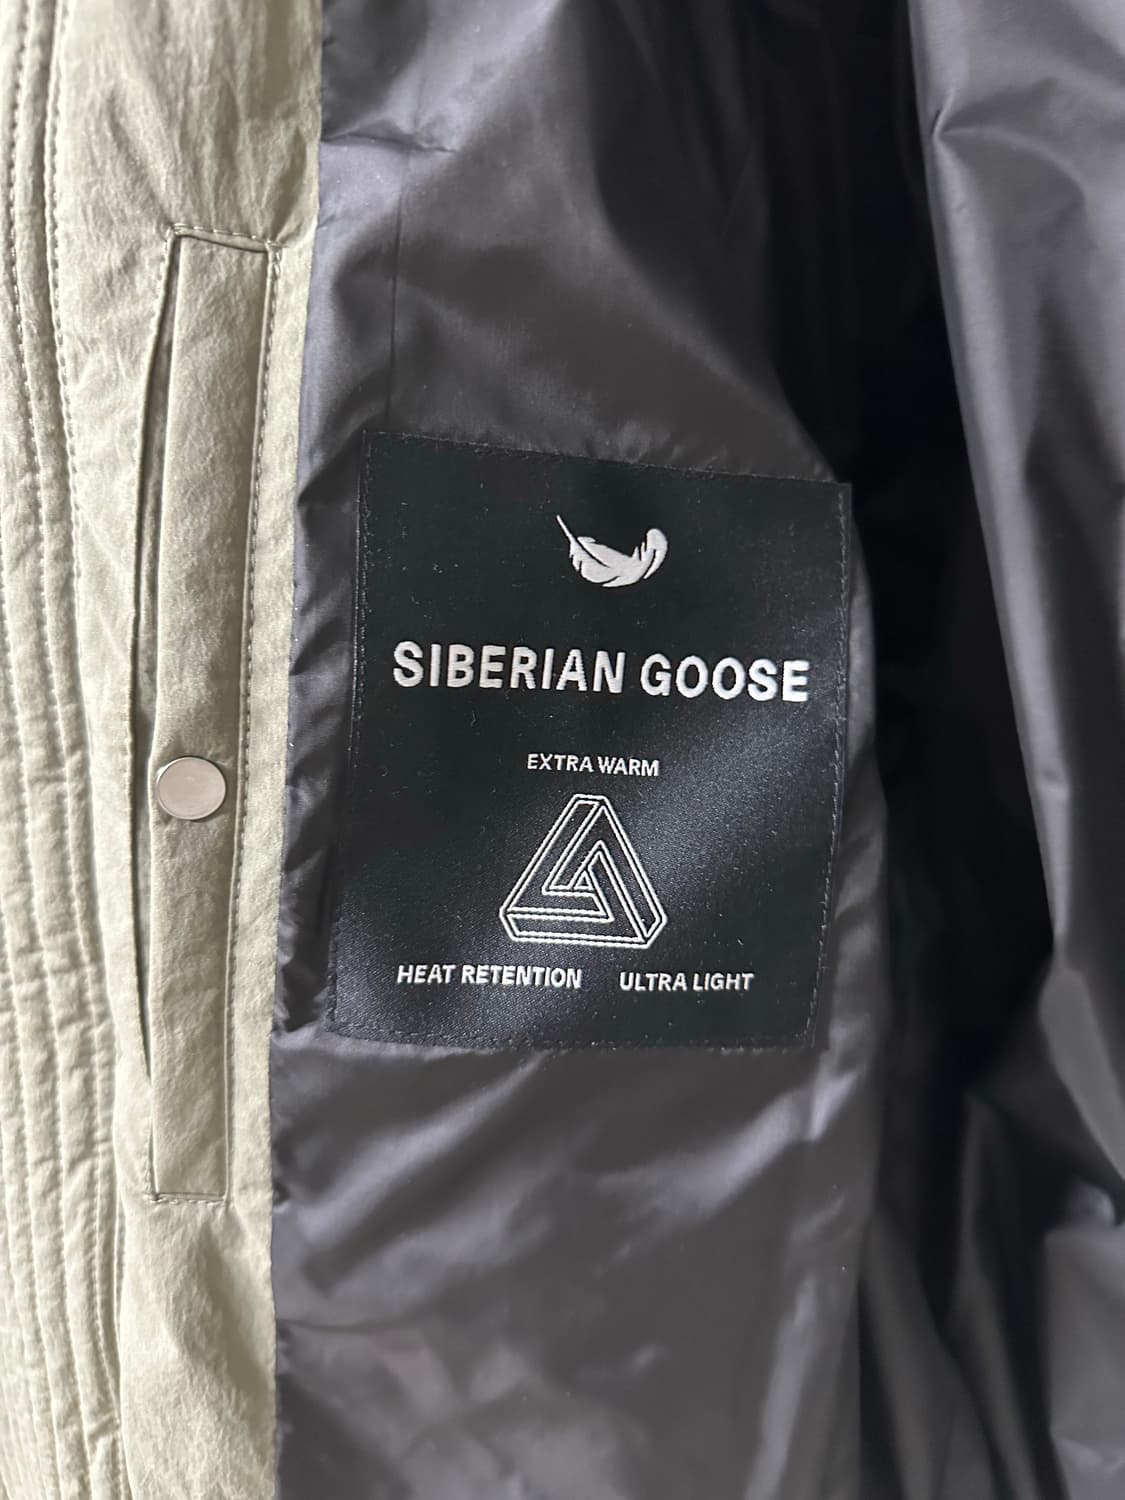 SIBERIAN GOOSE
EXTRA WARM
HEAT RETENTION ULTRA LIGHT